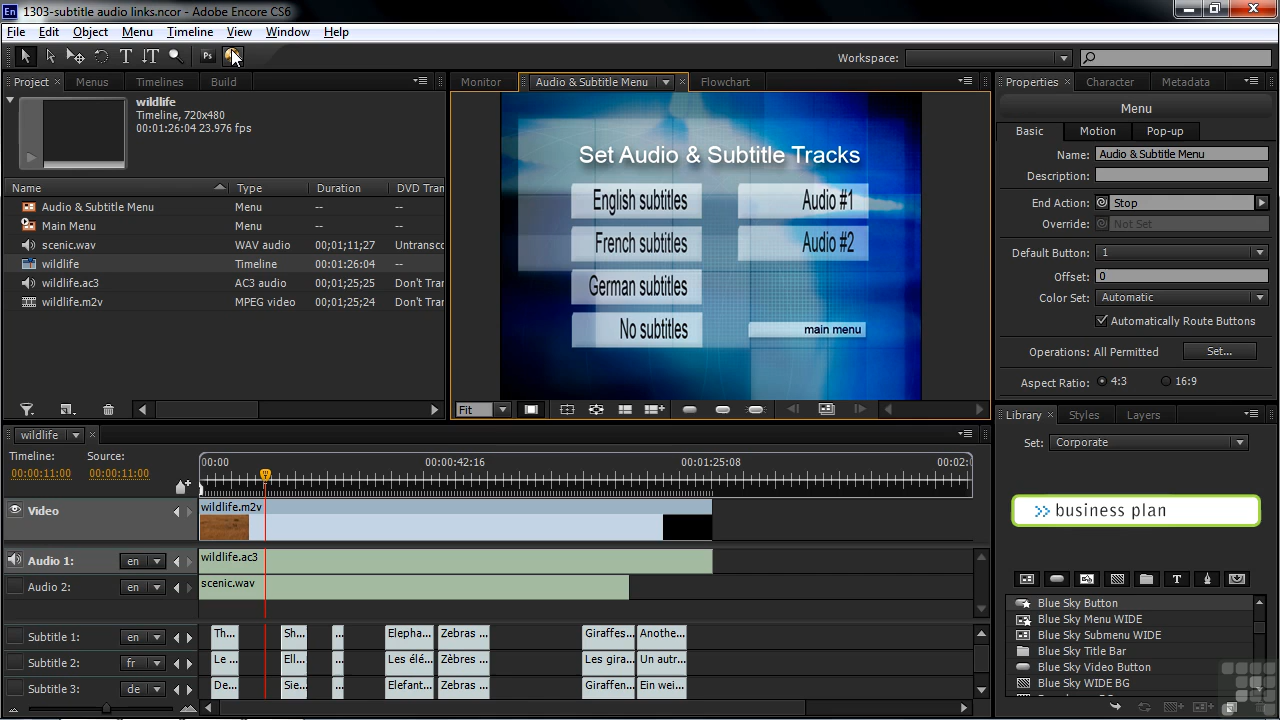 En 1303-subtitle audio links.ncor - Adobe Encore CS6
File Edit Object Menu Timeline View Window Help
T T Ps Workspace:
Project Menus Timelines Build
wildlife
Timeline, 720x480
00:01:26:04 23.976 fps
Name Type Duration DVD Tran
Audio & Subtitle Menu Menu --
Main Menu Menu --
scenic.wav WAV audio 00;01;11;27 Untransco
wildlife Timeline 00:01:26:04 --
wildlife.ac3 AC3 audio 00;01;25;25 Don't Tra
wildlife.m2v MPEG video 00;01;25;24 Don't Tra
Monitor Audio & Subtitle Menu Flowchart
Set Audio & Subtitle Tracks
English subtitles Audio #1
French subtitles Audio #2
German subtitles
No subtitles main menu
Fit
Properties Character Metadata
Menu
Basic Motion Pop-up
Name: Audio & Subtitle Menu
Description:
End Action: Stop
Override: Not Set
Default Button: 1
Offset: 0
Color Set: Automatic
Automatically Route Buttons
Operations: All Permitted Set...
Aspect Ratio: 4:3 16:9
Library Styles Layers
Set: Corporate
>> business plan
T
Blue Sky Button
Blue Sky Menu WIDE
Blue Sky Submenu WIDE
Blue Sky Title Bar
Blue Sky Video Button
Blue Sky WIDE BG
wildlife
Timeline: Source:
00:00:11:00 00:00:11:00
00:00 00:00:42:16 00:01:25:08 00:02:
Video wildlife.m2v
Audio 1: en wildlife.ac3
Audio 2: en scenic.wav
Subtitle 1: en Th... Sh... .. Elepha... Zebras ... Giraffes... Anothe...
Subtitle 2: fr Le ... Ell... .. Les élé... Zèbres ... Les gira... Un autr...
Subtitle 3: de De... Sie... .. Elefant... Zebras ... Giraffen... Ein wei...